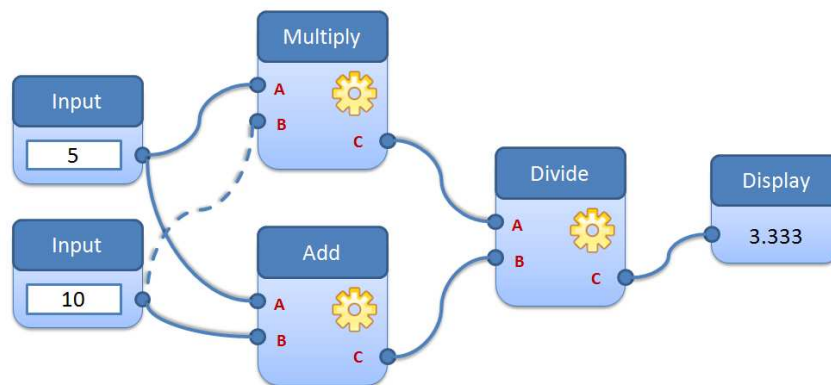 Input
5
Input
10
Multiply
A
B
C
Add
A
B
C
Divide
A
B
C
Display
3.333